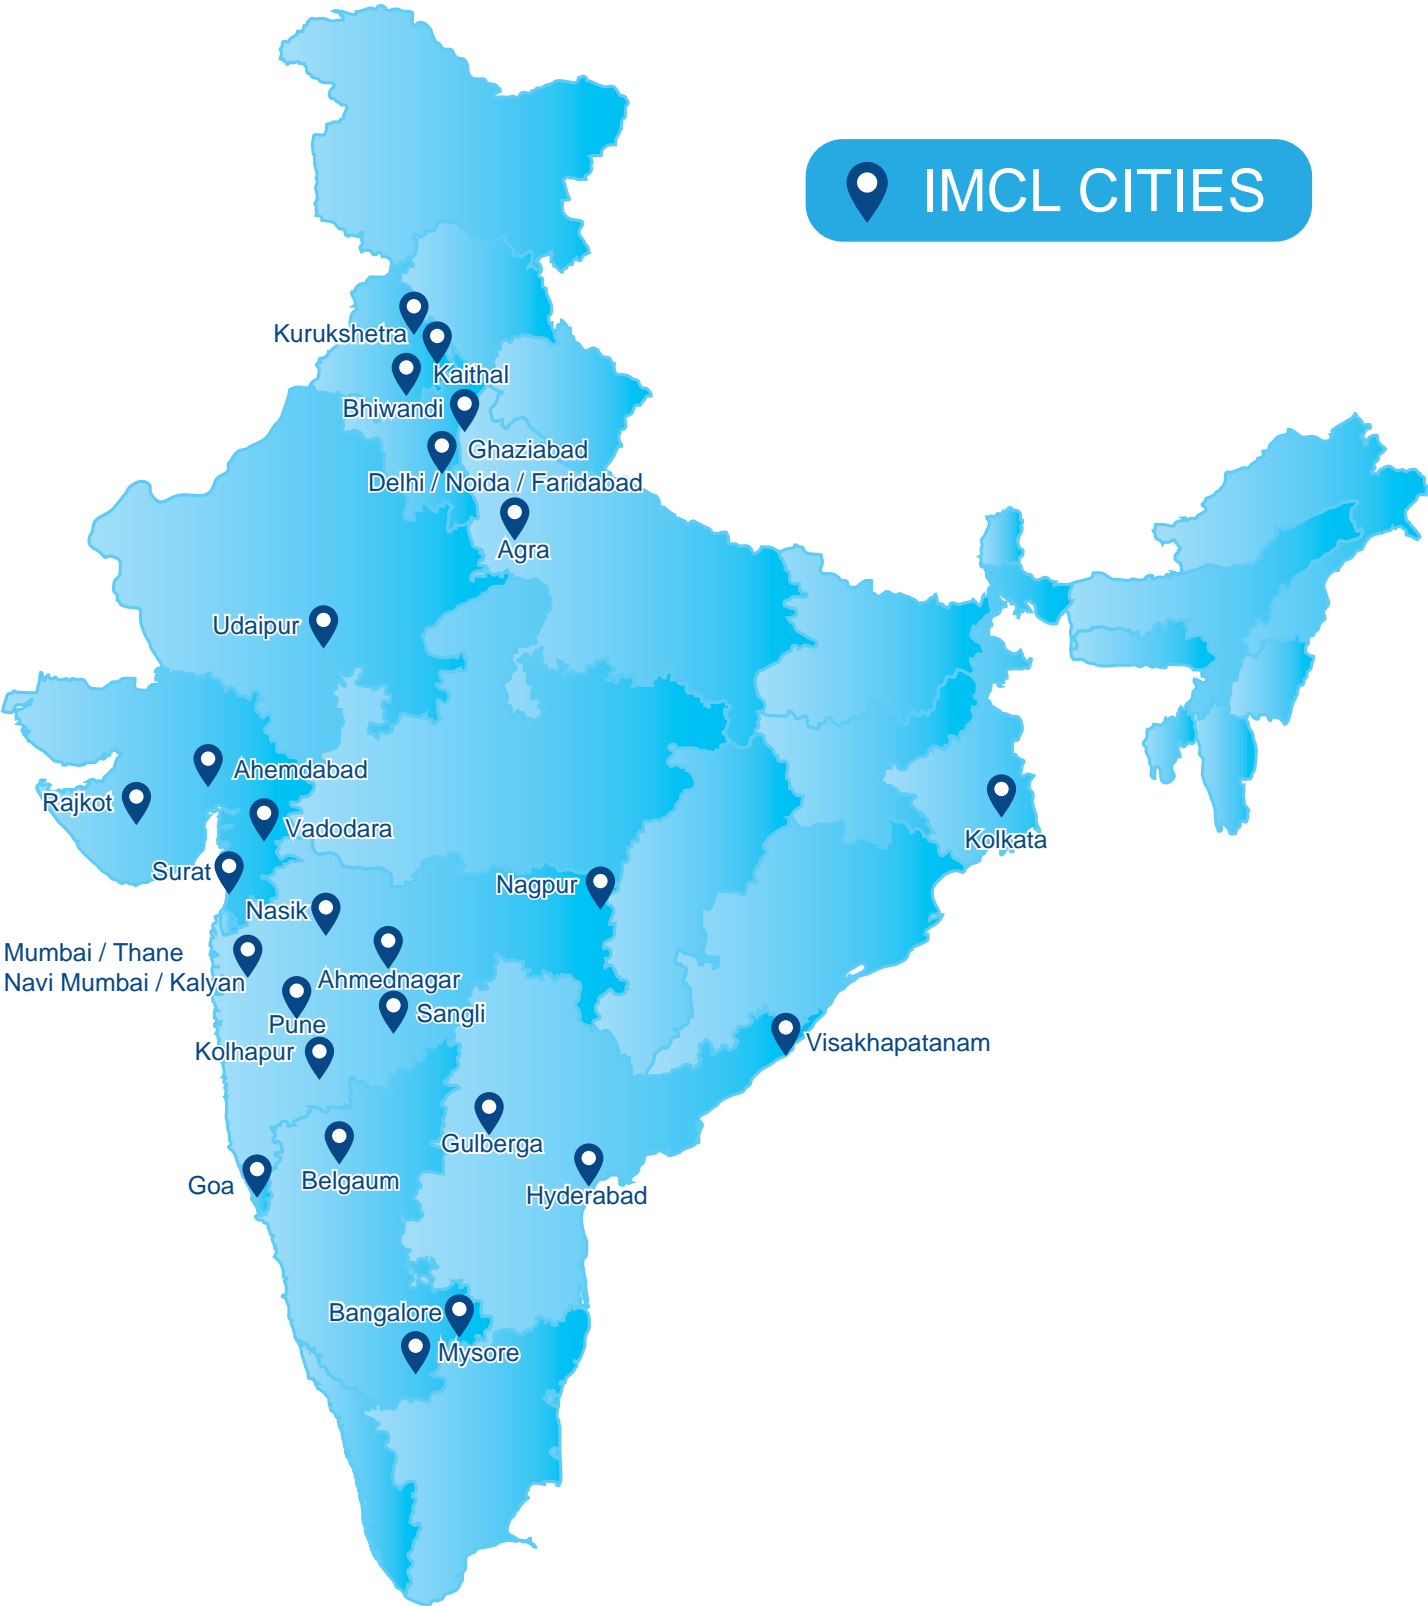 IMCL CITIES
Kurukshetra
Kaithal
Bhiwandi
Ghaziabad
Delhi / Noida / Faridabad
Agra
Udaipur
Ahemdabad
Rajkot
Vadodara
Kolkata
Surat
Nagpur
Nasik
Mumbai / Thane
Navi Mumbai / Kalyan
Ahmednagar
Sangli
Pune
Visakhapatanam
Kolhapur
Gulberga
Belgaum
Goa
Hyderabad
Bangalore
Mysore